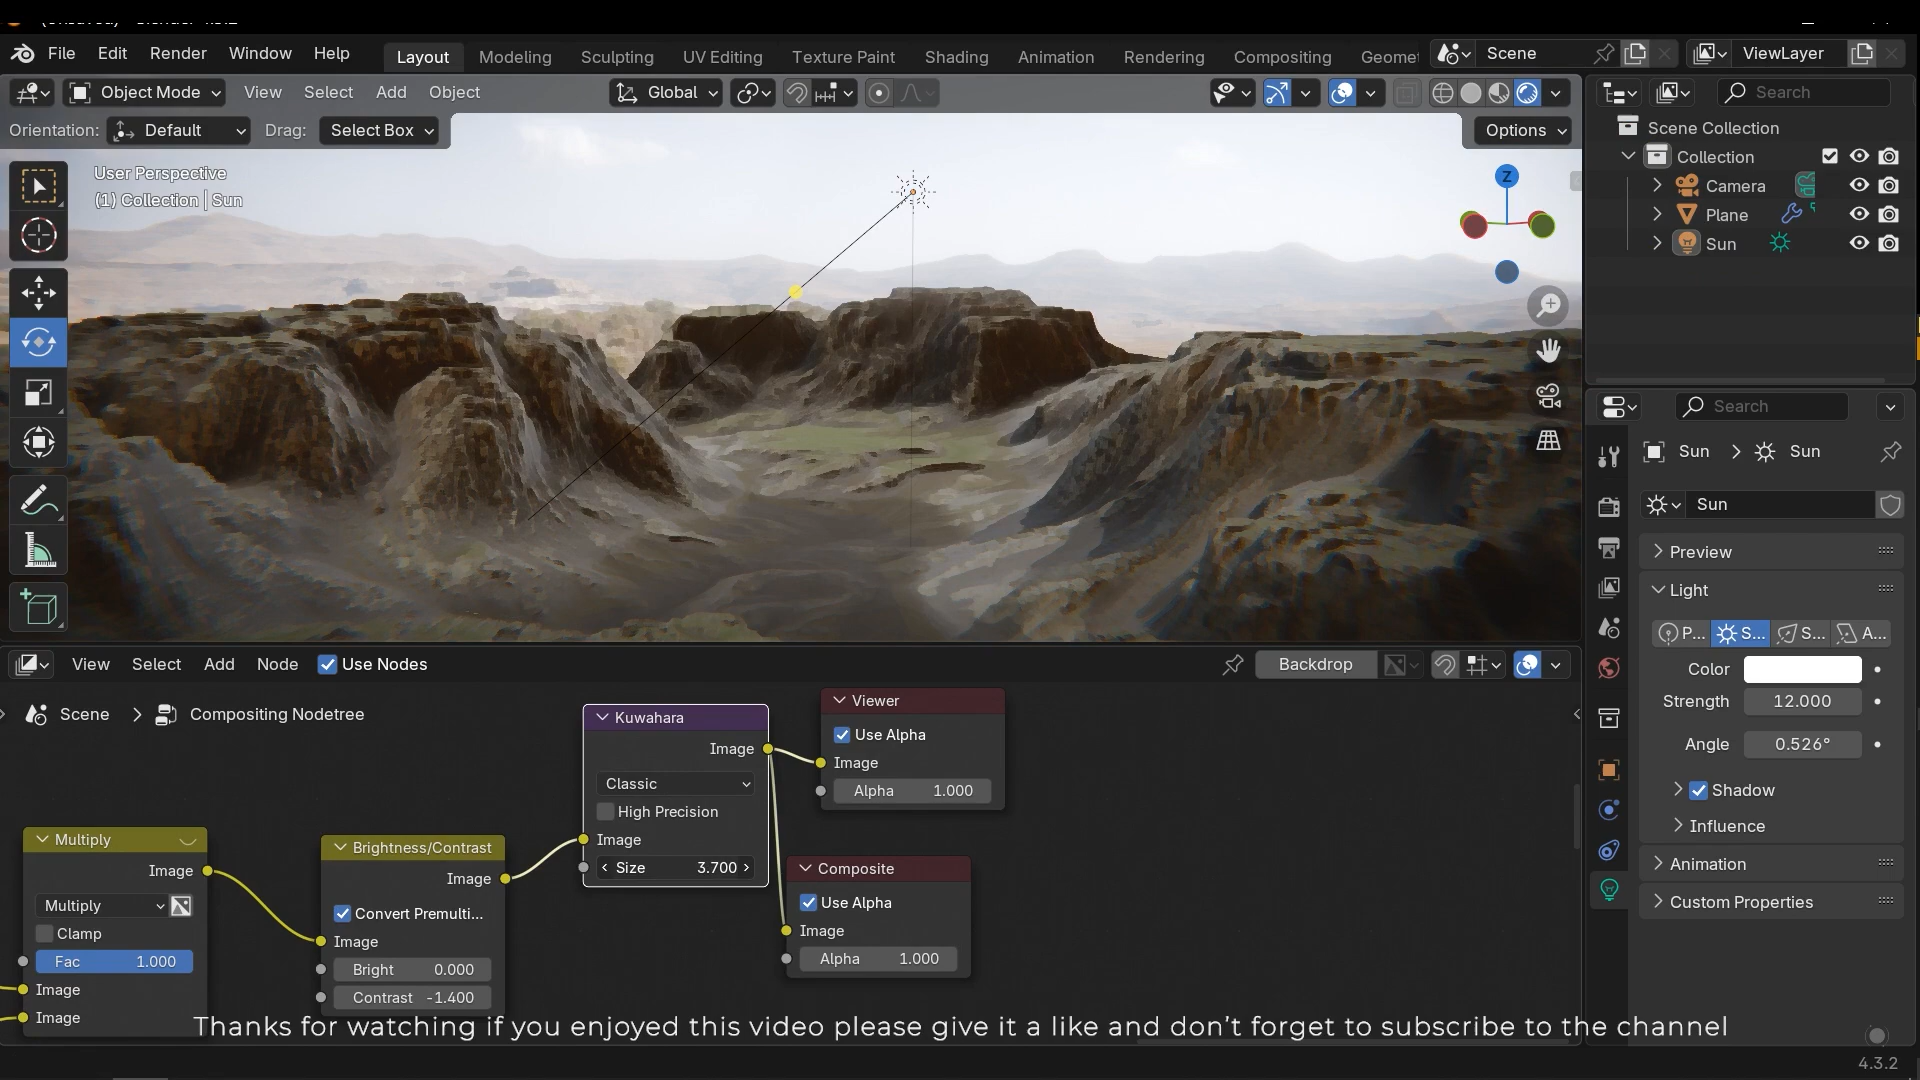 File Edit Render Window Help
Layout Modeling Sculpting UV Editing Texture Paint Shading Animation Rendering Compositing Geomet
Scene
ViewLayer
Object Mode View Select Add Object
Global
Search
Orientation: Default Drag: Select Box
Options
User Perspective
(1) Collection | Sun
Z
Scene Collection
Collection
Camera
Plane
Sun
Search
Sun Sun
Sun
Preview
Light
P... S... S... A...
Color
Strength 12.000
Angle 0.526°
Shadow
Influence
Animation
Custom Properties
View Select Add Node Use Nodes
Backdrop
Scene Compositing Nodetree
Multiply
Image
Multiply
Clamp
Fac 1.000
Image
Image
Brightness/Contrast
Image
Convert Premulti...
Image
Bright 0.000
Contrast -1.400
Kuwahara
Image
Classic
High Precision
Image
Size 3.700
Viewer
Use Alpha
Image
Alpha 1.000
Composite
Use Alpha
Image
Alpha 1.000
Thanks for watching if you enjoyed this video please give it a like and don't forget to subscribe to the channel
4.3.2